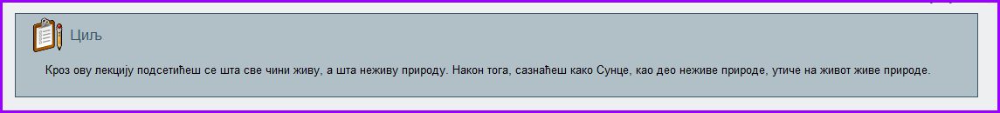 Циљ
Кроз ову лекцију подсетићеш се шта све чини живу, а шта неживу природу. Након тога, сазнаћеш како Сунце, као део неживе природе, утиче на живот живе природе.